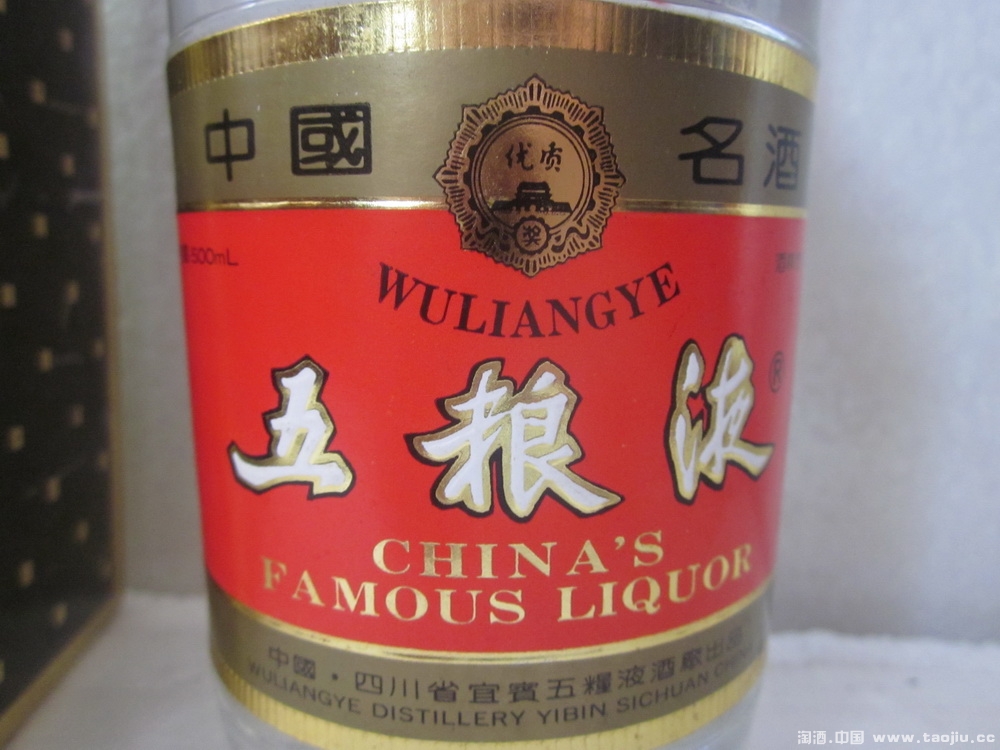 中國 名酒
优质
奖
500mL
WULIANGYE
五粮液®
CHINA'S
FAMOUS LIQUOR
中國·四川省宜賓五糧液酒廠出品
WULIANGYE DISTILLERY YIBIN SICHUAN CHINA
淘酒.中国 www.taojiu.cc